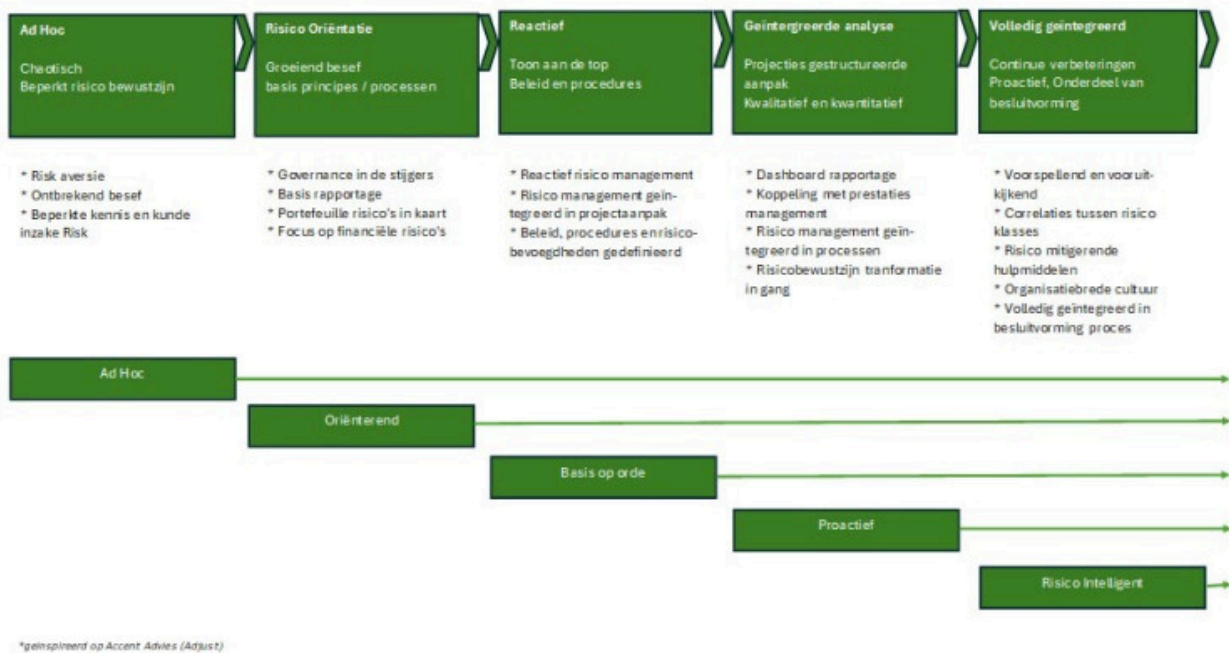 Ad Hoc
Chaotisch
Beperkt risico bewustzijn
Risico Oriëntatie
Groeiend besef
basis principes / processen
Reactief
Toon aan de top
Beleid en procedures
Geïntergreerde analyse
Projecties gestructureerde
aanpak
Kwalitatief en kwantitatief
Volledig geïntegreerd
Continue verbeteringen
Proactief, Onderdeel van
besluitvorming
* Risk aversie
* Ontbrekend besef
* Beperkte kennis en kunde
inzake Risk
* Governance in de stijgers
* Basis rapportage
* Portefeuille risico's in kaart
* Focus op financiële risico's
* Reactief risico management
* Risico management geïn-
tegreerd in projectaanpak
* Beleid, procedures en risico-
bevoegdheden gedefinieerd
* Dashboard rapportage
* Koppeling met prestaties
management
* Risico management geïn-
tegreerd in processen
* Risicobewustzijn tranformatie
in gang
* Voorspellend en vooruit-
kijkend
* Correlaties tussen risico
klasses
* Risico mitigerende
hulpmiddelen
* Organisatiebrede cultuur
* Volledig geïntegreerd in
besluitvorming proces
Ad Hoc
Oriënterend
Basis op orde
Proactief
Risico Intelligent
*geïnspireerd op Accent Advies (Adjust)